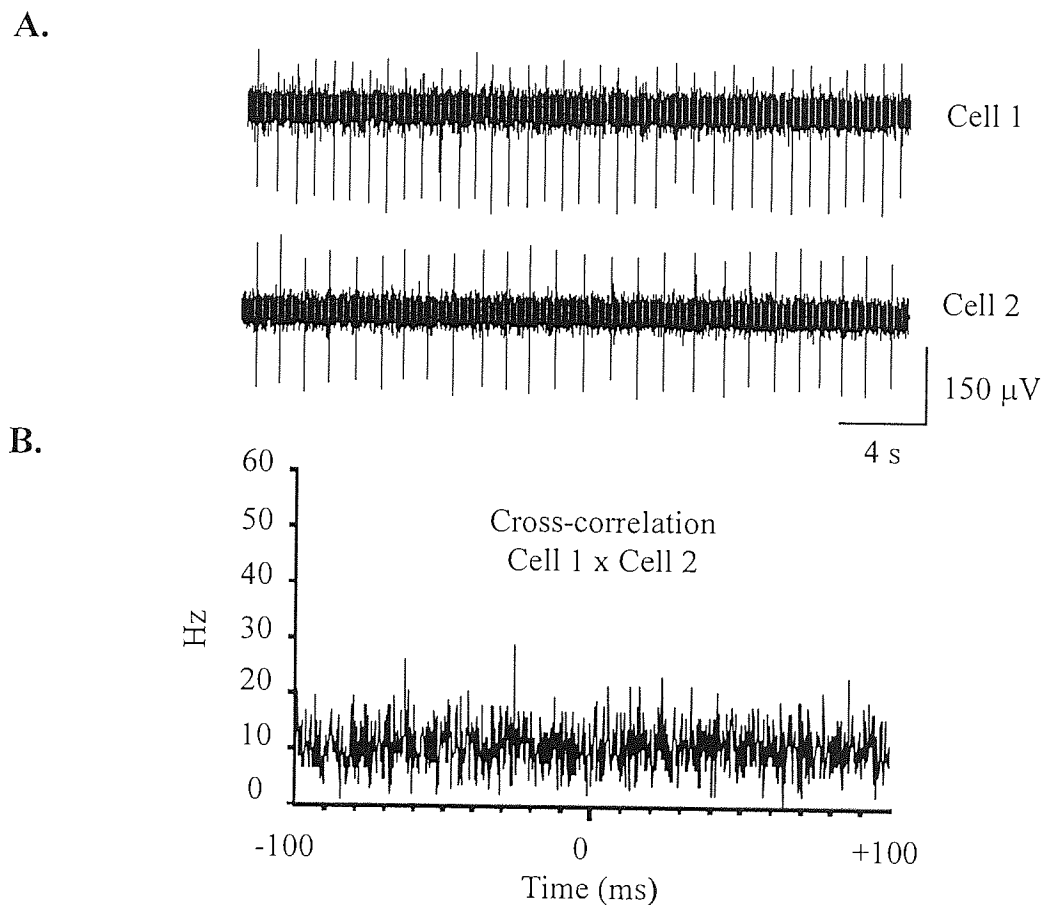 A.
Cell 1
Cell 2
150 μV
4 s
B.
60
50
40
30
20
10
0
Hz
Cross-correlation
Cell 1 x Cell 2
-100
0
+100
Time (ms)